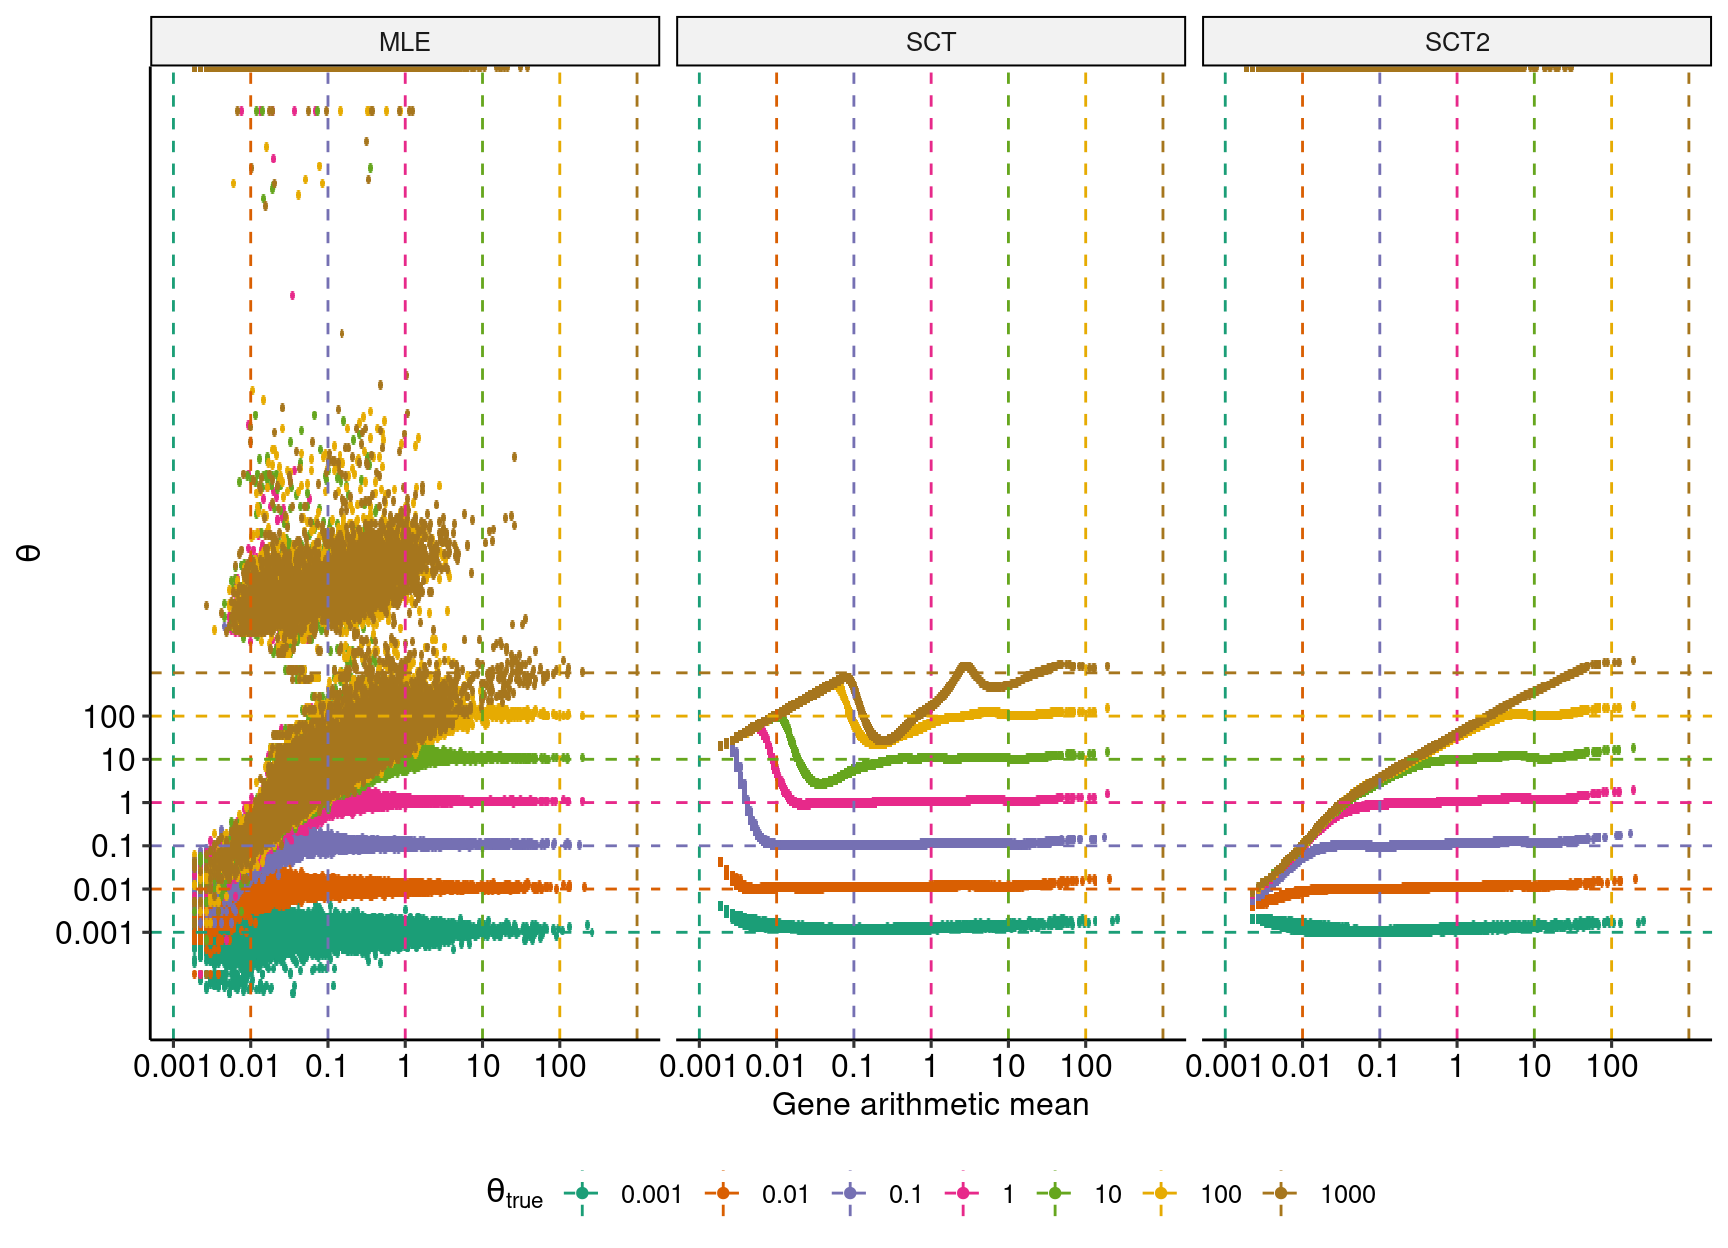 MLE SCT SCT2
θ
100
10
1
0.1
0.01
0.001
0.001 0.01 0.1 1 10 100 0.001 0.01 0.1 1 10 100 0.001 0.01 0.1 1 10 100
Gene arithmetic mean
θtrue 0.001 0.01 0.1 1 10 100 1000